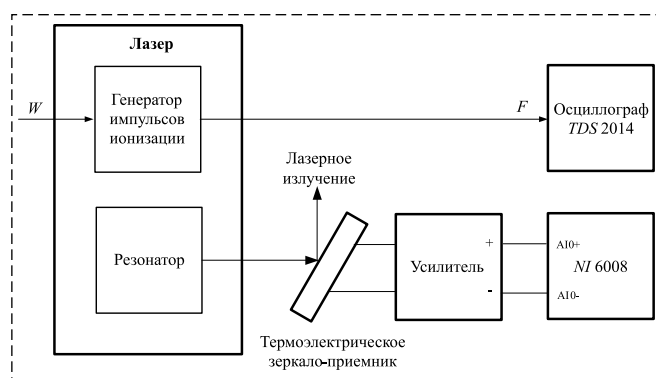 Лазер
W
Генератор
импульсов
ионизации
F
Осциллограф
TDS 2014
Лазерное
излучение
Резонатор
Усилитель
+
-
AI0+
NI 6008
AI0-
Термоэлектрическое
зеркало-приемник